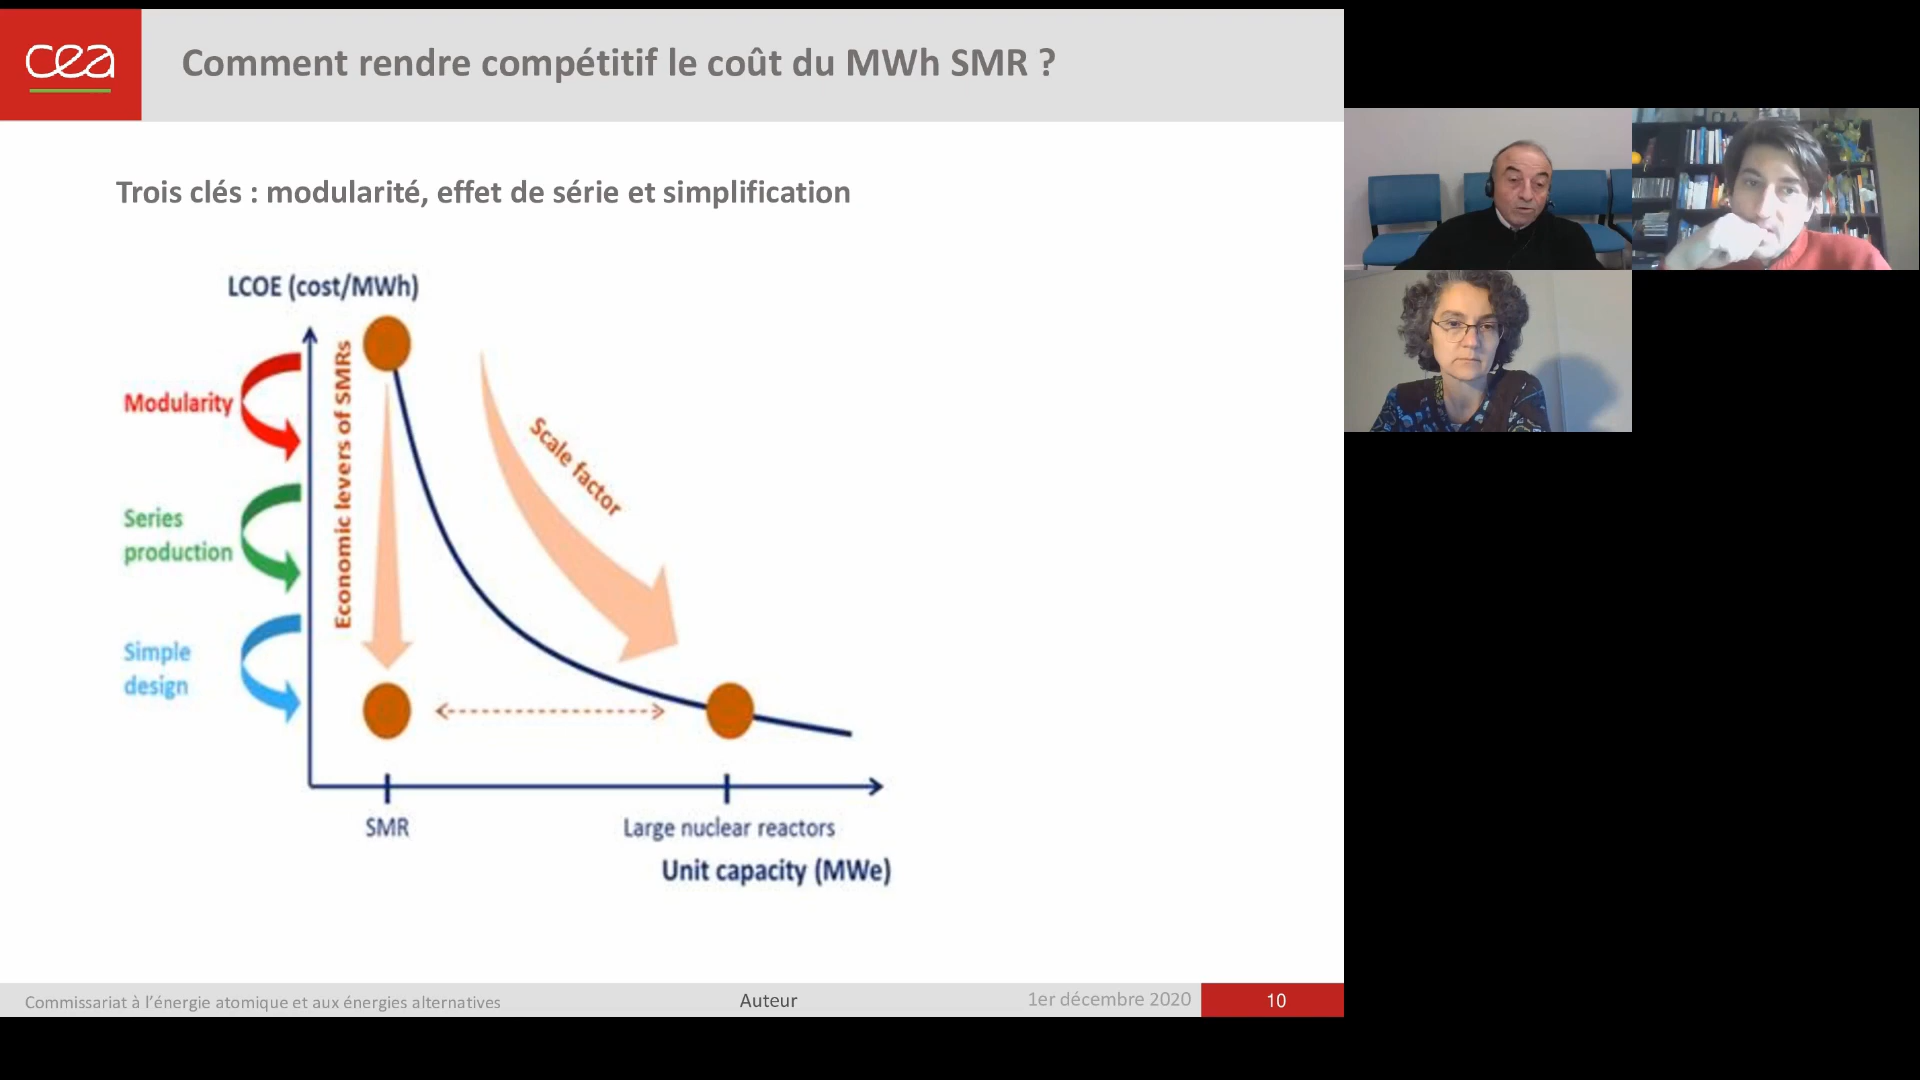 cea
Comment rendre compétitif le coût du MWh SMR ?
Trois clés : modularité, effet de série et simplification
LCOE (cost/MWh)
Modularity
Series
production
Simple
design
Economic levers of SMRs
Scale factor
SMR
Large nuclear reactors
Unit capacity (MWe)
Commissariat à l’énergie atomique et aux énergies alternatives
Auteur
1er décembre 2020
10